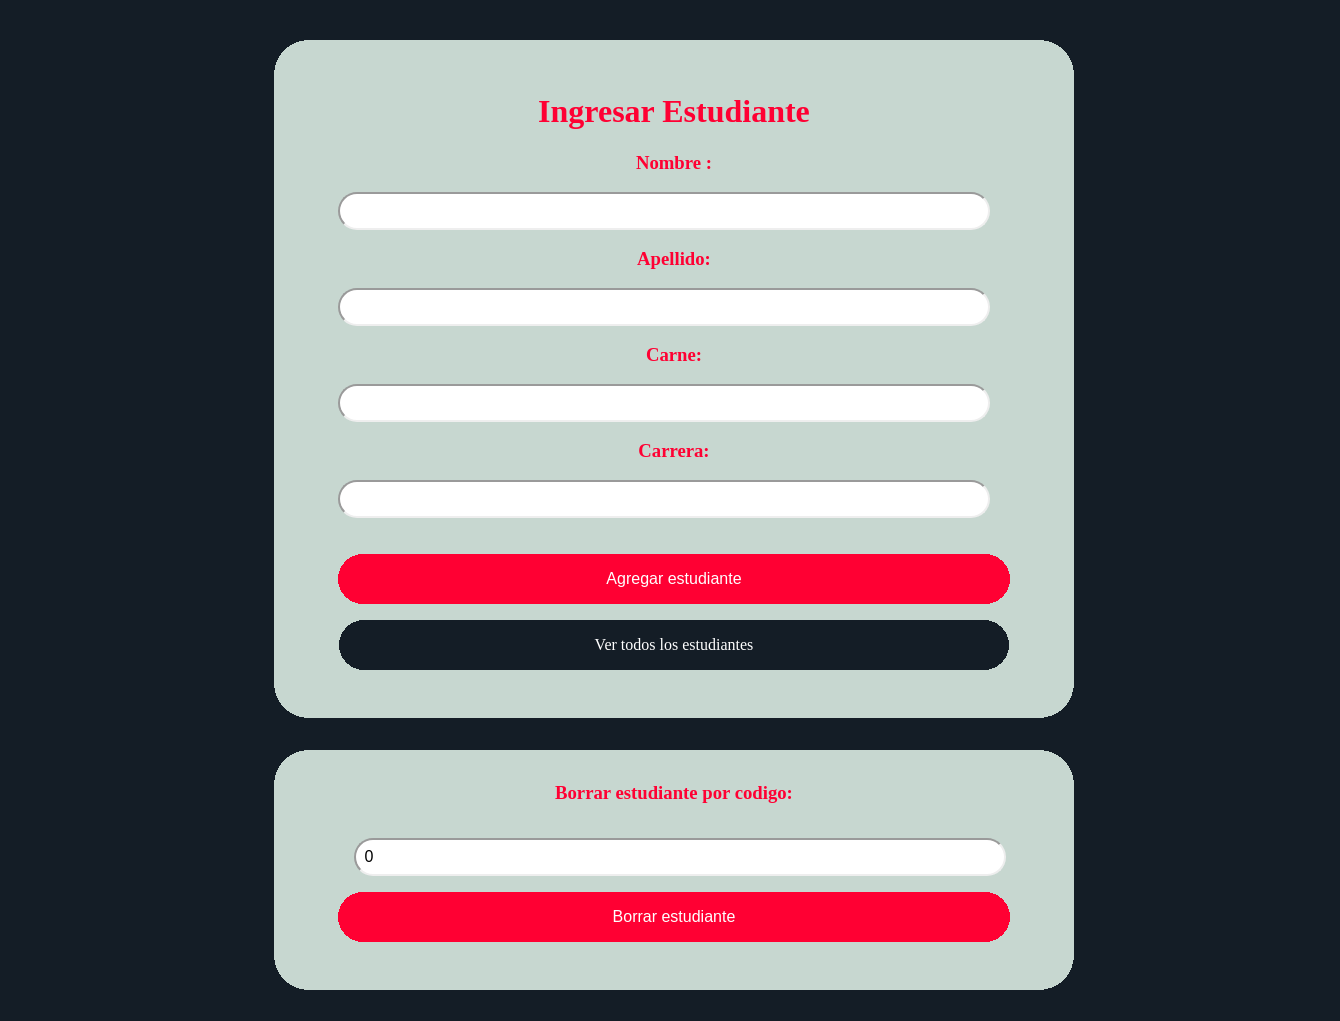 Ingresar Estudiante
Nombre :
Apellido:
Carne:
Carrera:
Agregar estudiante
Ver todos los estudiantes
Borrar estudiante por codigo:
0
Borrar estudiante